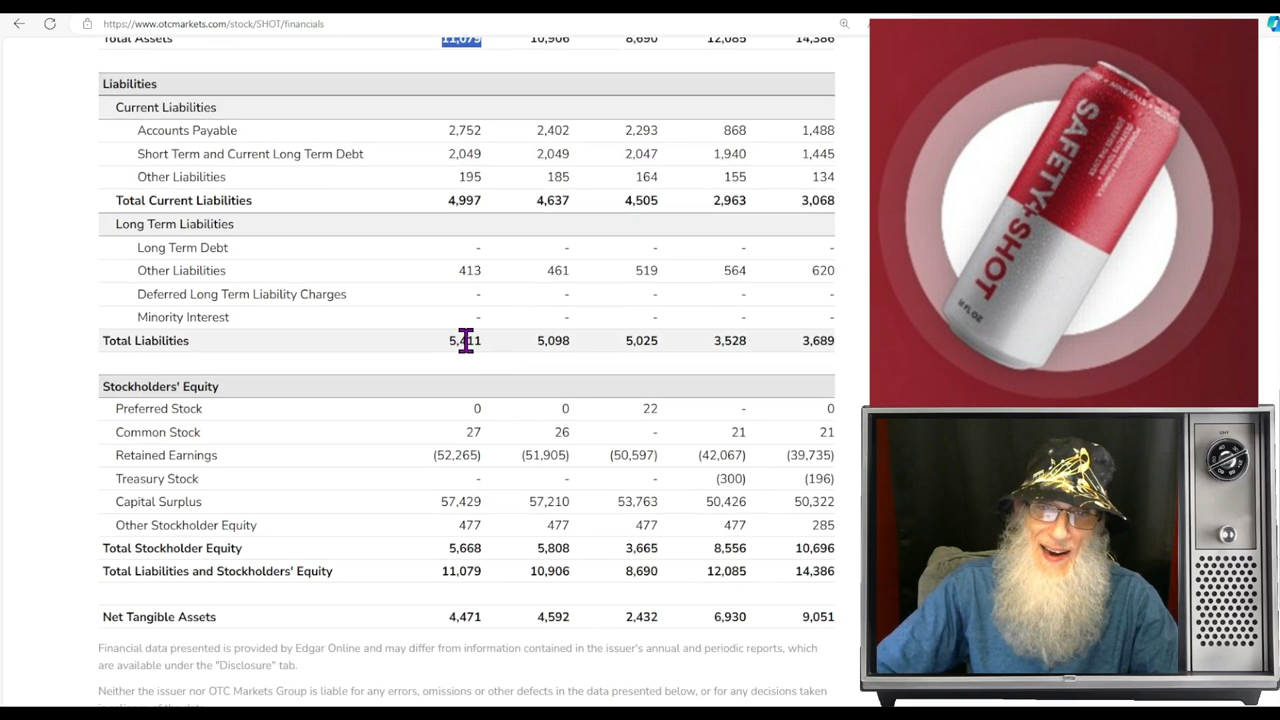 https://www.otcmarkets.com/stock/SHOT/financials
Total Assets 11,079 10,906 8,690 12,085 14,386
Liabilities
Current Liabilities
Accounts Payable 2,752 2,402 2,293 868 1,488
Short Term and Current Long Term Debt 2,049 2,049 2,047 1,940 1,445
Other Liabilities 195 185 164 155 134
Total Current Liabilities 4,997 4,637 4,505 2,963 3,068
Long Term Liabilities
Long Term Debt - - - - -
Other Liabilities 413 461 519 564 620
Deferred Long Term Liability Charges - - - - -
Minority Interest - - - - -
Total Liabilities 5,411 5,098 5,025 3,528 3,689
Stockholders' Equity
Preferred Stock 0 0 22 - 0
Common Stock 27 26 - 21 21
Retained Earnings (52,265) (51,905) (50,597) (42,067) (39,735)
Treasury Stock - - - (300) (196)
Capital Surplus 57,429 57,210 53,763 50,426 50,322
Other Stockholder Equity 477 477 477 477 285
Total Stockholder Equity 5,668 5,808 3,665 8,556 10,696
Total Liabilities and Stockholders' Equity 11,079 10,906 8,690 12,085 14,386
Net Tangible Assets 4,471 4,592 2,432 6,930 9,051
Financial data presented is provided by Edgar Online and may differ from information contained in the issuer's annual and periodic reports, which
are available under the "Disclosure" tab.
Neither the issuer nor OTC Markets Group is liable for any errors, omissions or other defects in the data presented below, or for any decisions taken
SAFETY+SHOT
FL OZ